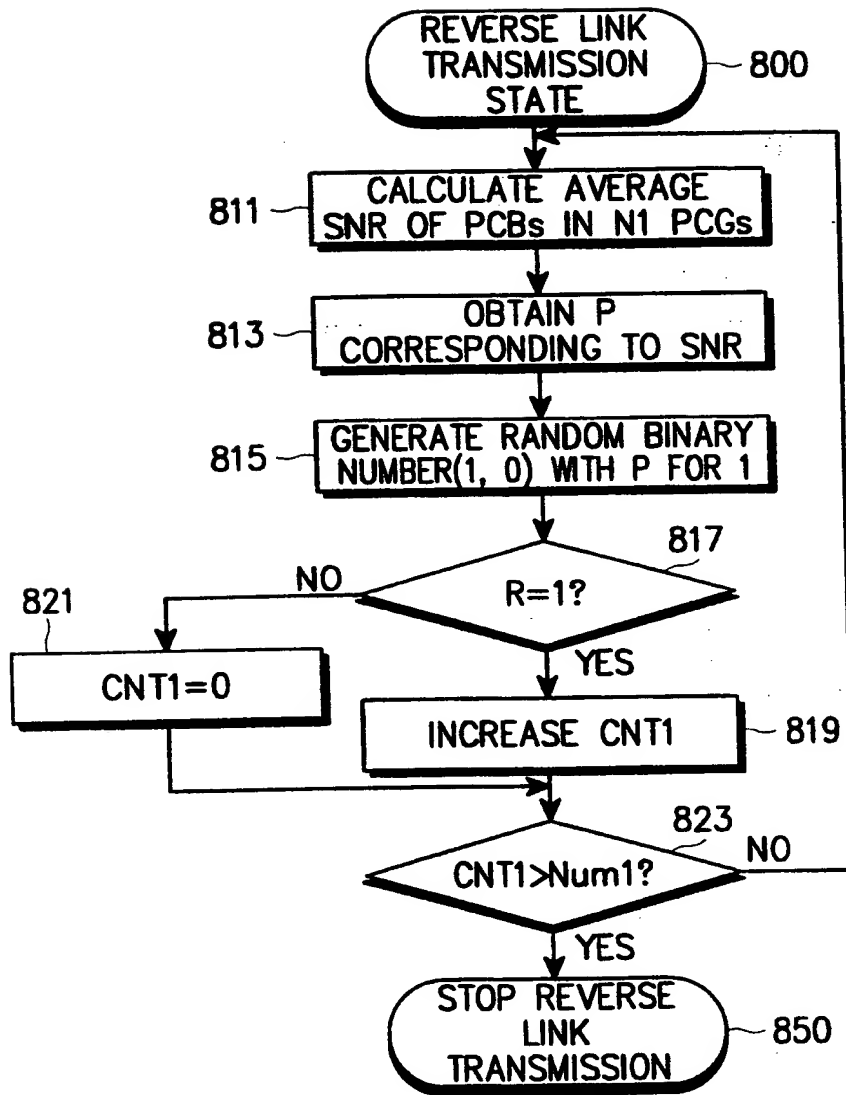 REVERSE LINK
TRANSMISSION
STATE
800
811
CALCULATE AVERAGE
SNR OF PCBs IN N1 PCGs
813
OBTAIN P
CORRESPONDING TO SNR
815
GENERATE RANDOM BINARY
NUMBER(1, 0) WITH P FOR 1
817
R=1?
NO
YES
821
CNT1=0
INCREASE CNT1
819
823
CNT1>Num1?
NO
YES
STOP REVERSE
LINK
TRANSMISSION
850